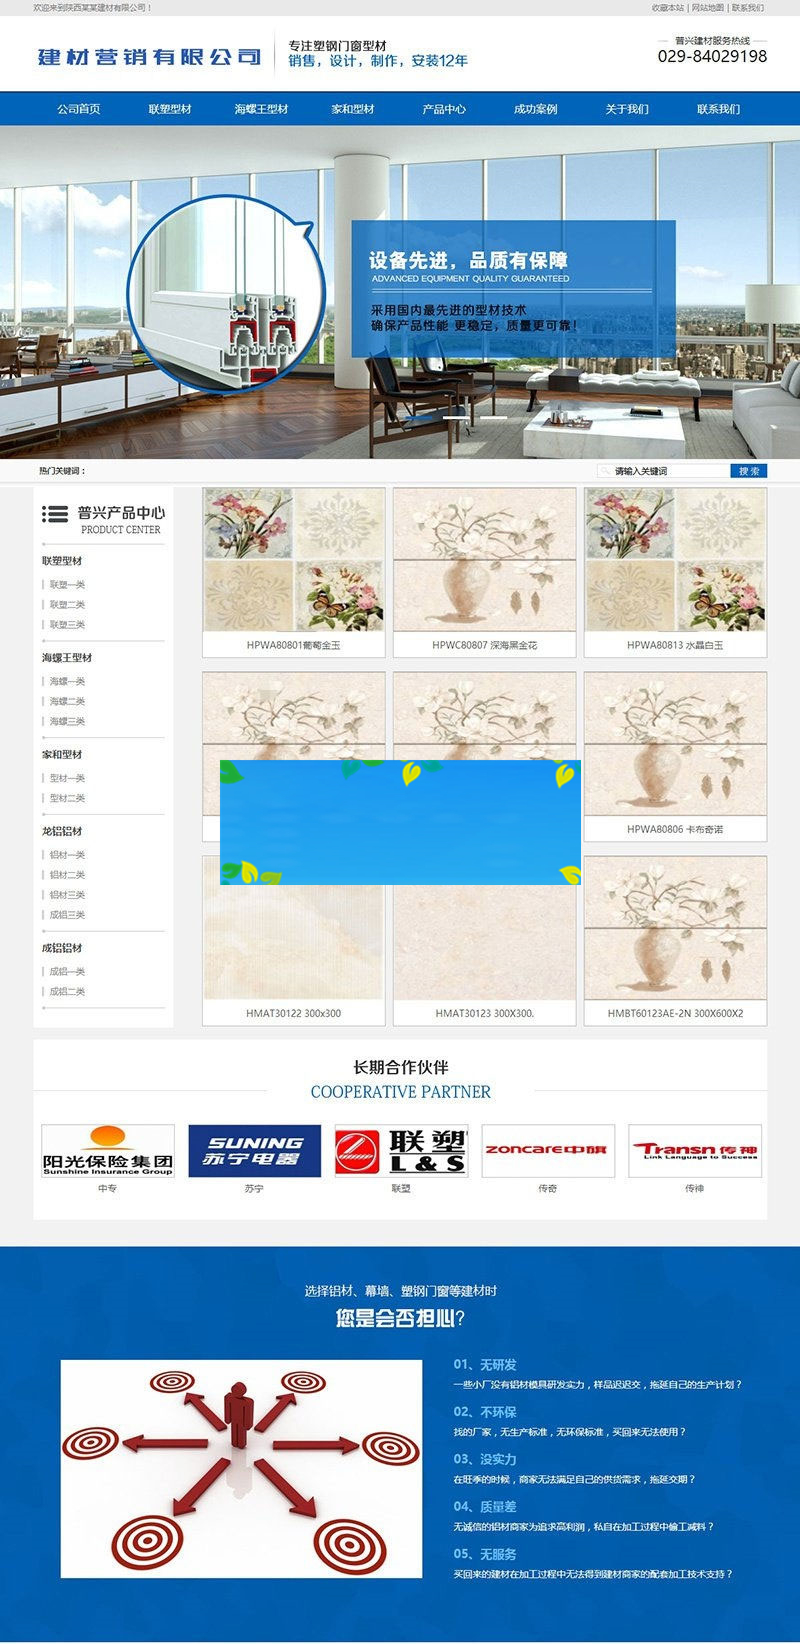 欢迎来到陕西某某建材有限公司！
收藏本站 | 网站地图 | 联系我们
建材营销有限公司
专注塑钢门窗型材
销售，设计，制作，安装12年
普兴建材服务热线
029-84029198
公司首页 联塑型材 海螺王型材 家和型材 产品中心 成功案例 关于我们 联系我们
设备先进，品质有保障
ADVANCED EQUIPMENT QUALITY GUARANTEED
采用国内最先进的型材技术
确保产品性能 更稳定，质量更可靠！
热门关键词：
请输入关键词
搜 索
普兴产品中心
PRODUCT CENTER
联塑型材
联塑一类
联塑二类
联塑三类
海螺王型材
海螺一类
海螺二类
海螺三类
家和型材
型材一类
型材二类
龙铝铝材
铝材一类
铝材二类
铝材三类
成铝三类
成铝铝材
成铝一类
成铝二类
HPWA80801葡萄金玉
HPWC80807 深海黑金花
HPWA80813 水晶白玉
HPWA80806 卡布奇诺
HMAT30122 300x300
HMAT30123 300X300.
HMBT60123AE-2N 300X600X2
长期合作伙伴
COOPERATIVE PARTNER
阳光保险集团
Sunshine Insurance Group
SUNING
苏宁电器
联塑
L&S
zoncare中旗
Transn 传神
Link Language to Success
中专
苏宁
联塑
传奇
传神
选择铝材、幕墙、塑钢门窗等建材时
您是会否担心?
01、无研发
一些小厂没有铝材模具研发实力，样品迟迟交，拖延自己的生产计划？
02、不环保
找的厂家，无生产标准，无环保标准，买回来无法使用？
03、没实力
在旺季的时候，商家无法满足自己的供货需求，拖延交期？
04、质量差
无诚信的铝材商家为追求高利润，私自在加工过程中偷工减料？
05、无服务
买回来的建材在加工过程中无法得到建材商家的配套加工技术支持？